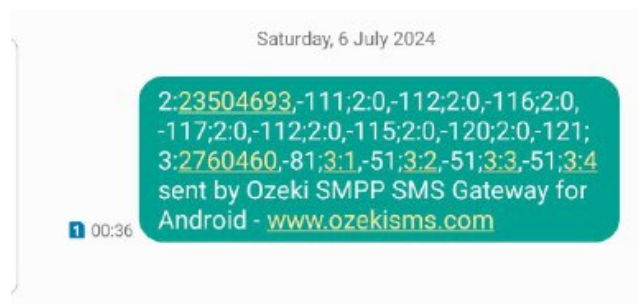 Saturday, 6 July 2024
2:23504693,-111;2:0,-112;2:0,-116;2:0,
-117;2:0,-112;2:0,-115;2:0,-120;2:0,-121;
3:2760460,-81;3:1,-51;3:2,-51;3:3,-51;3:4
sent by Ozeki SMPP SMS Gateway for
Android - www.ozekisms.com
1 00:36